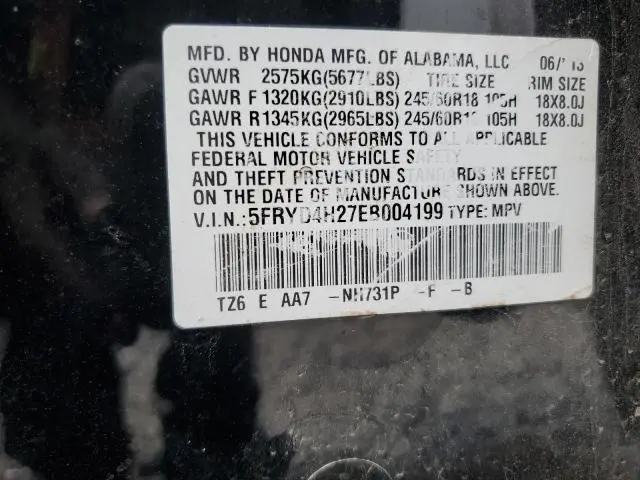 MFD. BY HONDA MFG. OF ALABAMA, LLC 06/13
GVWR 2575KG(5677LBS) TIRE SIZE RIM SIZE
GAWR F 1320KG(2910LBS) 245/60R18 105H 18X8.0J
GAWR R1345KG(2965LBS) 245/60R18 105H 18X8.0J
THIS VEHICLE CONFORMS TO ALL APPLICABLE
FEDERAL MOTOR VEHICLE SAFETY
AND THEFT PREVENTION STANDARDS IN EFFECT
ON THE DATE OF MANUFACTURE SHOWN ABOVE.
V.I.N.: 5FRYD4H27EB004199 TYPE: MPV
TZ6 E AA7 -NH731P -F -B